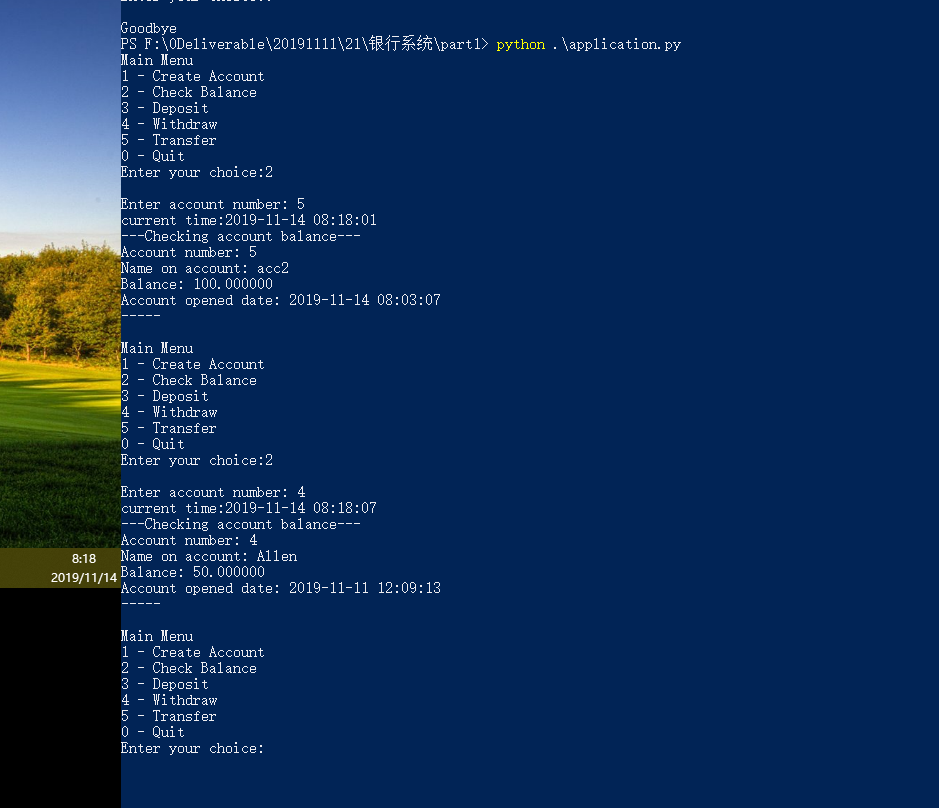 Goodbye
PS F:\0Deliverable\20191111\21\银行系统\part1> python .\application.py
Main Menu
1 - Create Account
2 - Check Balance
3 - Deposit
4 - Withdraw
5 - Transfer
0 - Quit
Enter your choice:2
Enter account number: 5
current time:2019-11-14 08:18:01
---Checking account balance---
Account number: 5
Name on account: acc2
Balance: 100.000000
Account opened date: 2019-11-14 08:03:07
-----
Main Menu
1 - Create Account
2 - Check Balance
3 - Deposit
4 - Withdraw
5 - Transfer
0 - Quit
Enter your choice:2
Enter account number: 4
current time:2019-11-14 08:18:07
---Checking account balance---
Account number: 4
Name on account: Allen
Balance: 50.000000
Account opened date: 2019-11-11 12:09:13
-----
Main Menu
1 - Create Account
2 - Check Balance
3 - Deposit
4 - Withdraw
5 - Transfer
0 - Quit
Enter your choice:
8:18
2019/11/14